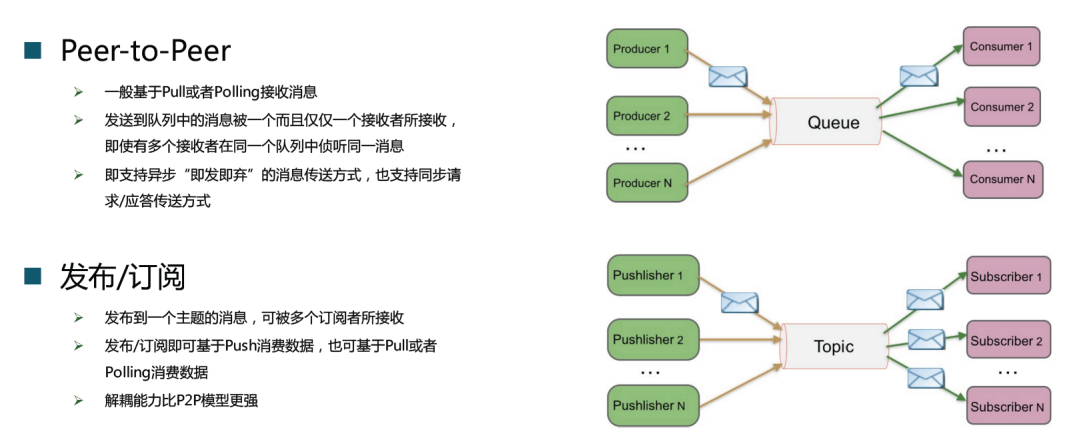 Peer-to-Peer
一般基于Pull或者Polling接收消息
发送到队列中的消息被一个而且仅仅一个接收者所接收，
即使有多个接收者在同一个队列中侦听同一消息
即支持异步“即发即弃”的消息传送方式，也支持同步请
求/应答传送方式
Producer 1
Producer 2
...
Producer N
Queue
Consumer 1
Consumer 2
...
Consumer N
发布/订阅
发布到一个主题的消息，可被多个订阅者所接收
发布/订阅即可基于Push消费数据，也可基于Pull或者
Polling消费数据
解耦能力比P2P模型更强
Pushlisher 1
Pushlisher 2
...
Pushlisher N
Topic
Subscriber 1
Subscriber 2
...
Subscriber N